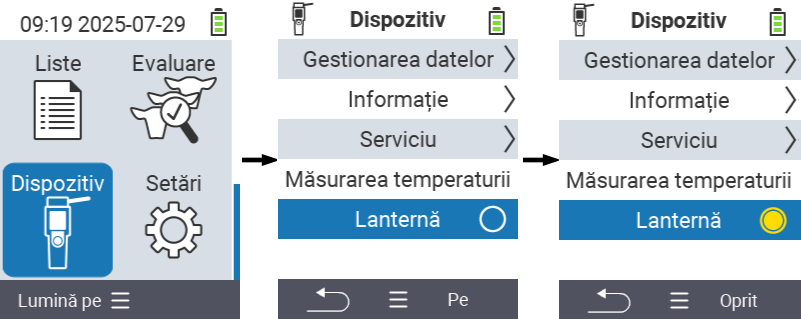 09:19 2025-07-29
Liste
Evaluare
Dispozitiv
Setări
Lumină pe
Dispozitiv
Gestionarea datelor
Informație
Serviciu
Măsurarea temperaturii
Lanternă
Pe
Dispozitiv
Gestionarea datelor
Informație
Serviciu
Măsurarea temperaturii
Lanternă
Oprit